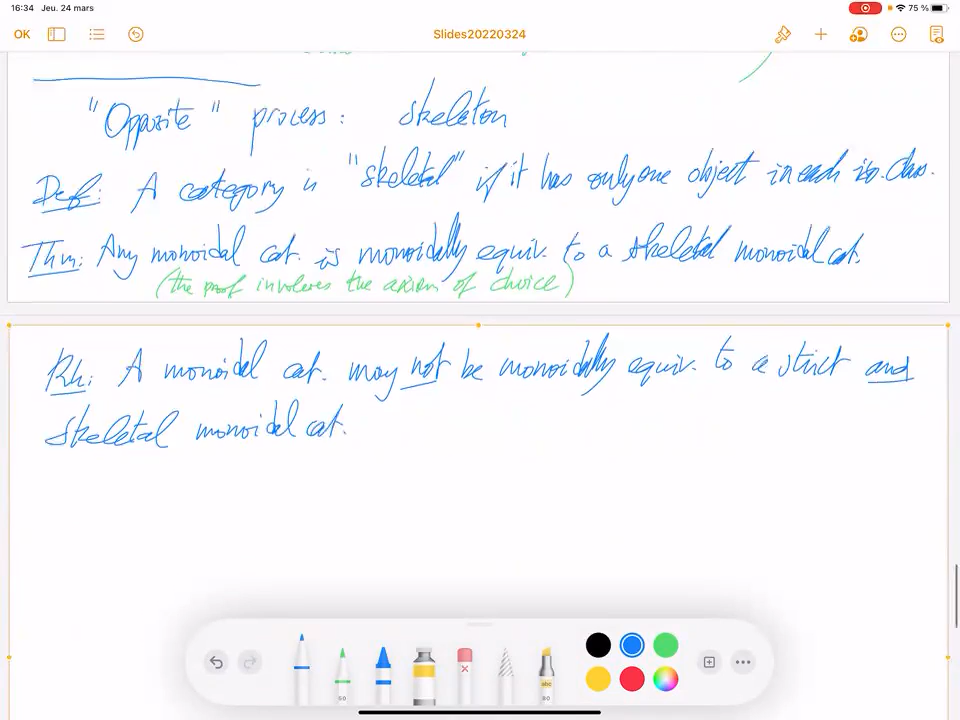 16:34 Jeu. 24 mars
75 %
OK
Slides20220324
"Opposite" process: skeleton
Def: A category is "skeletal" if it has only one object in each iso. class.
Thm: Any monoidal cat. is monoidally equiv. to a skeletal monoidal cat.
(the proof involves the axiom of choice)
Rk: A monoidal cat. may not be monoidally equiv. to a strict and
skeletal monoidal cat.
50
abc
80